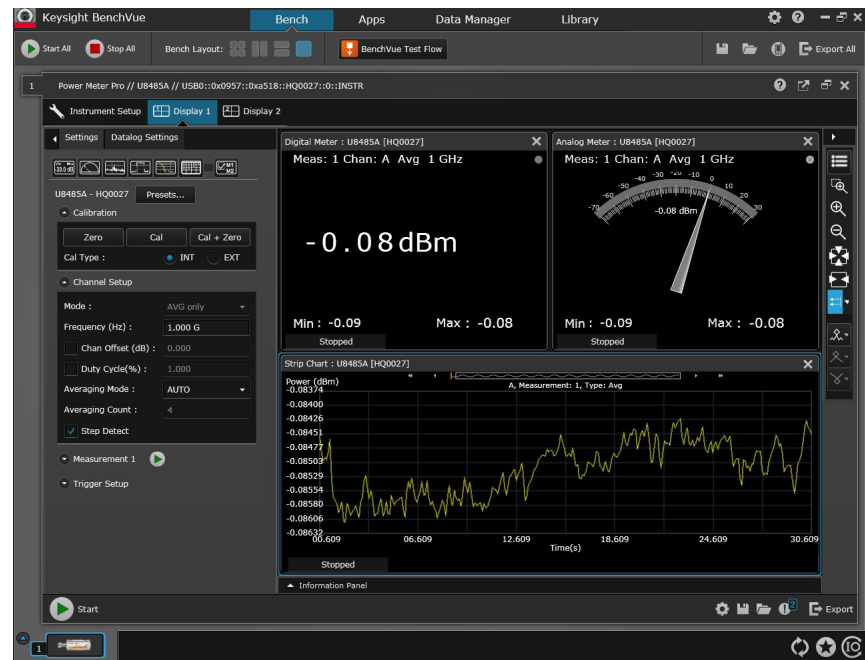 Keysight BenchVue
Bench
Apps
Data Manager
Library
Start All
Stop All
Bench Layout:
BenchVue Test Flow
Export All
1
Power Meter Pro // U8485A // USB0::0x0957::0xa518::HQ0027::0::INSTR
Instrument Setup
Display 1
Display 2
Settings
Datalog Settings
M1
M2
U8485A - HQ0027
Presets...
Calibration
Zero
Cal
Cal + Zero
Cal Type :
INT
EXT
Channel Setup
Mode :
AVG only
Frequency (Hz) :
1.000 G
Chan Offset (dB) :
0.000
Duty Cycle(%) :
1.000
Averaging Mode :
AUTO
Averaging Count :
4
Step Detect
Measurement 1
Trigger Setup
Digital Meter : U8485A [HQ0027]
Meas: 1 Chan: A Avg 1 GHz
-0.08dBm
Min : -0.09
Max : -0.08
Stopped
Analog Meter : U8485A [HQ0027]
Meas: 1 Chan: A Avg 1 GHz
-70
-60
-50
-40
-30
-20
-10
0
10
20
30
-0.08 dBm
Min : -0.09
Max : -0.08
Stopped
Strip Chart : U8485A [HQ0027]
Power (dBm)
A, Measurement: 1, Type: Avg
-0.08374
-0.08400
-0.08426
-0.08451
-0.08477
-0.08503
-0.08529
-0.08554
-0.08580
-0.08606
-0.08632
00.609
06.609
12.609
18.609
24.609
30.609
Time(s)
Stopped
Information Panel
Start
2
Export
1